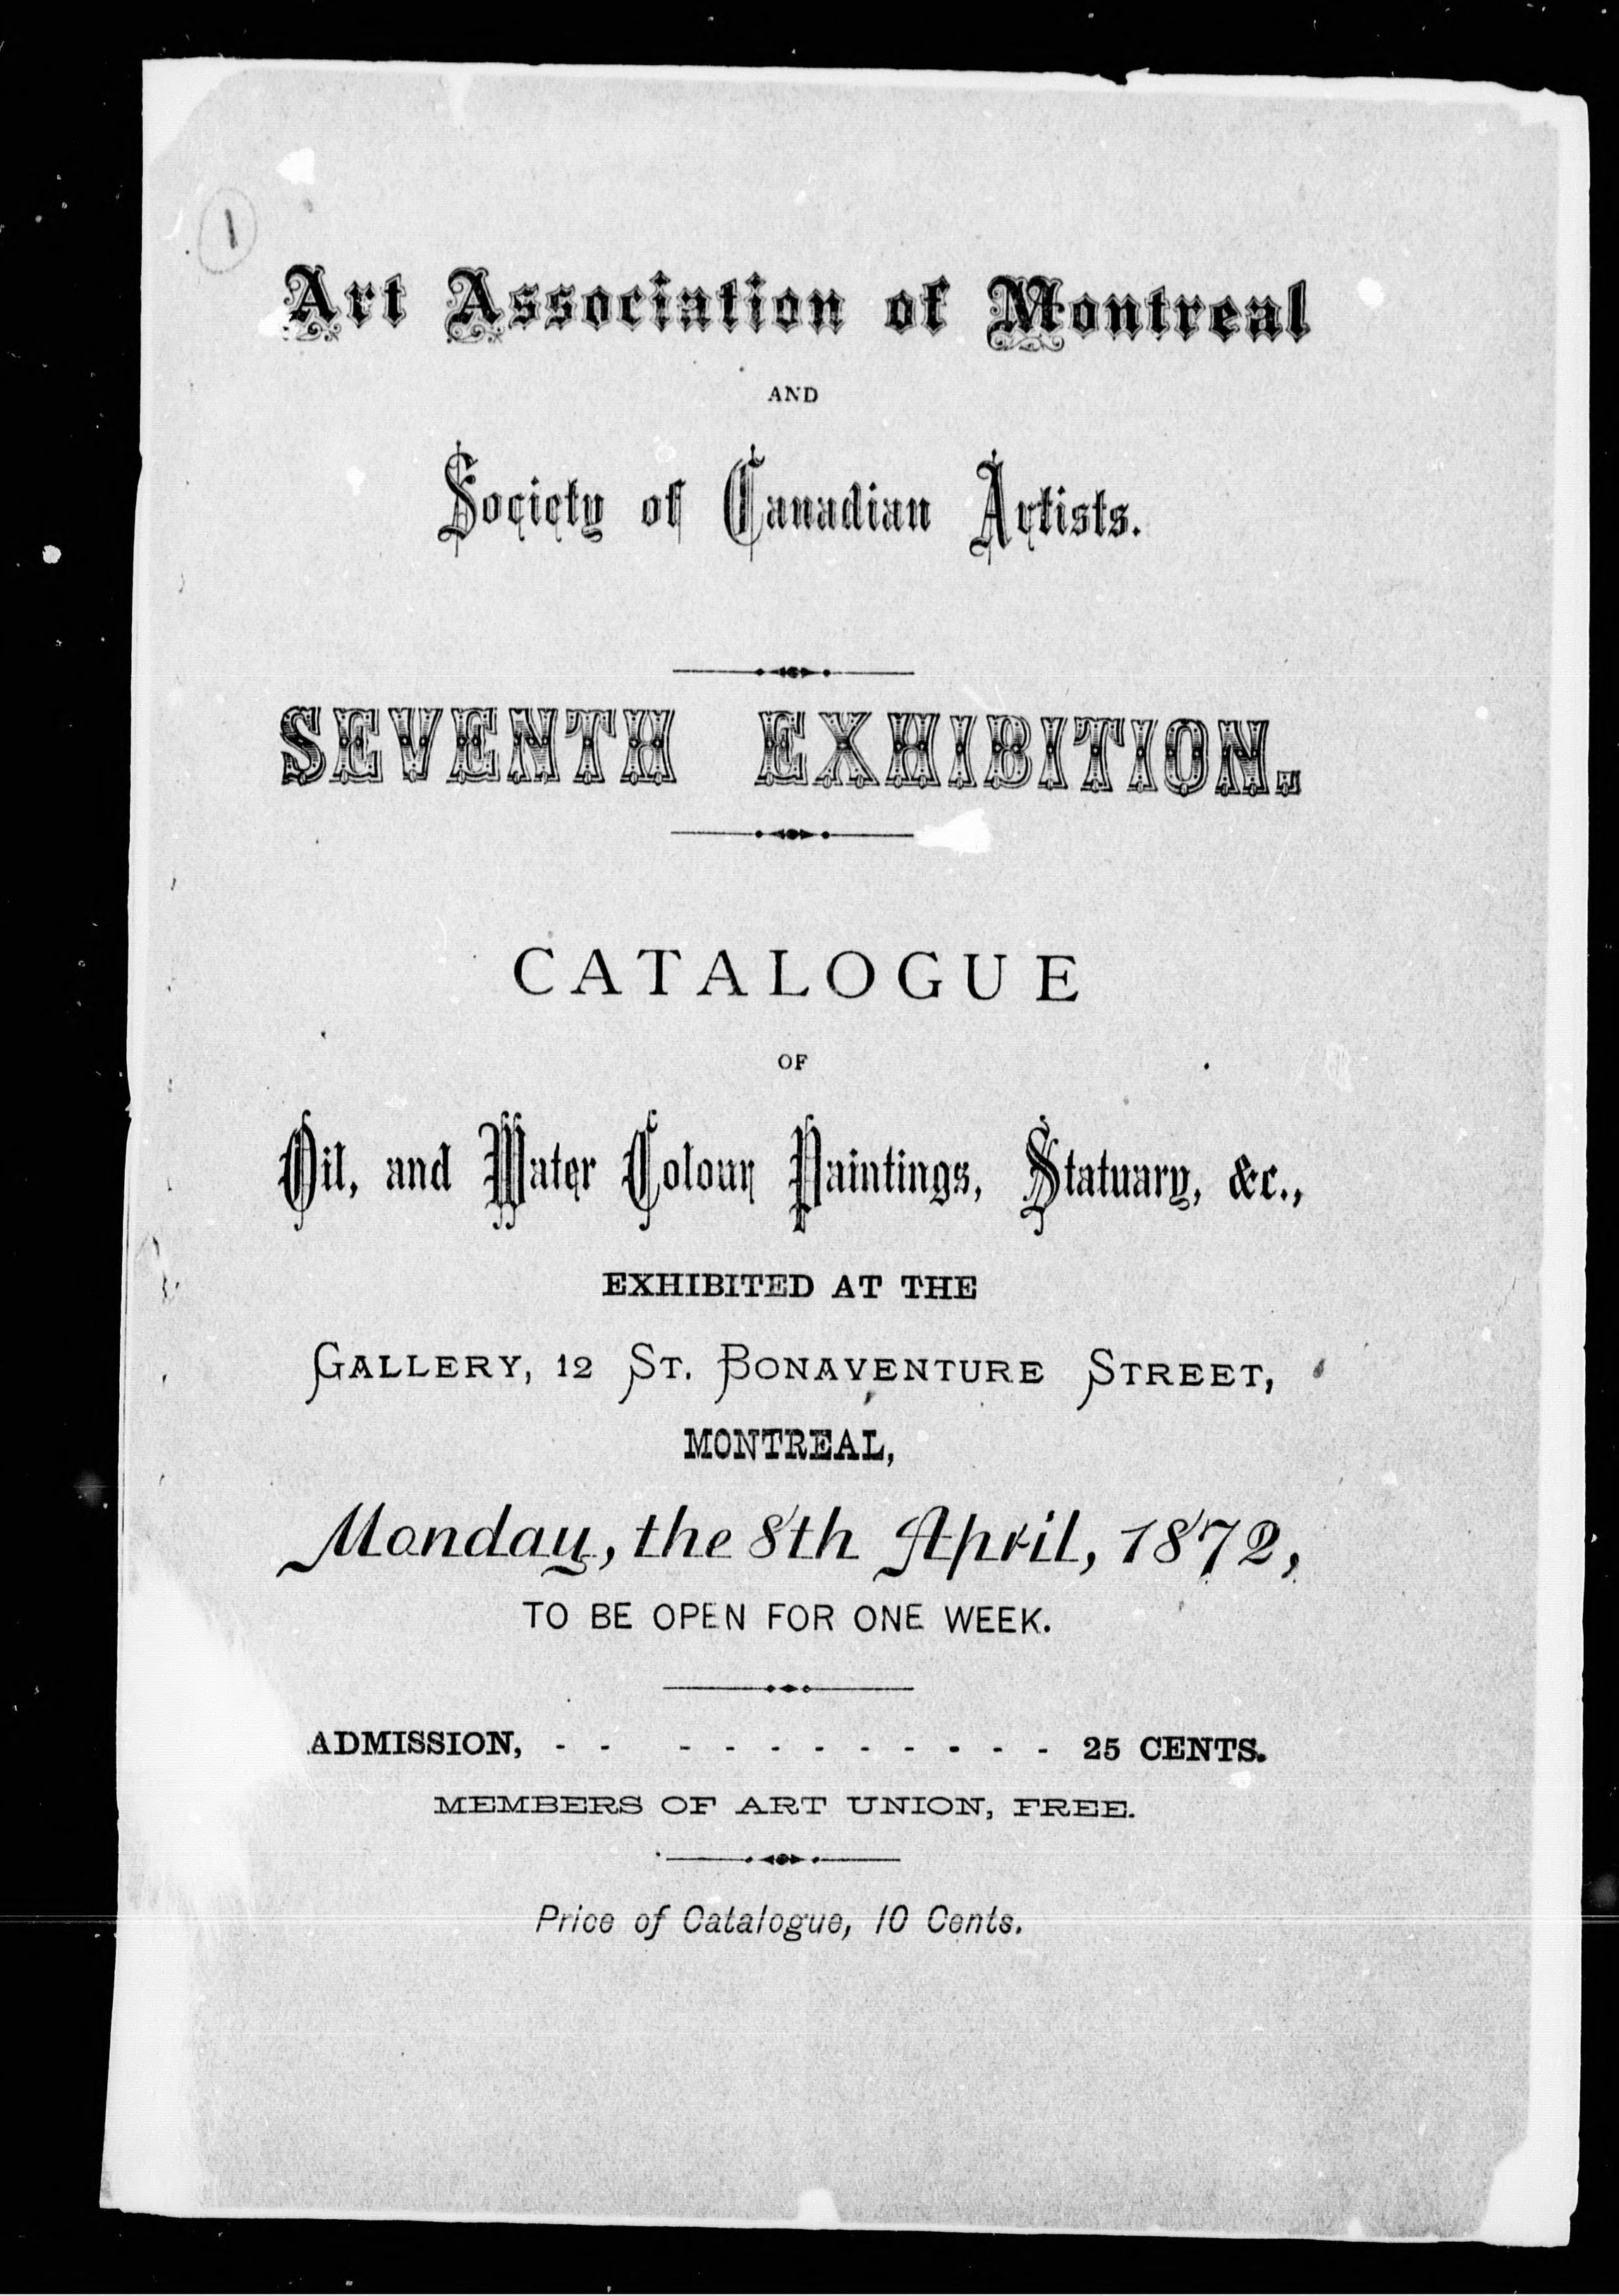 1
Art Association of Montreal
AND
Society of Canadian Artists.
SEVENTH EXHIBITION.
CATALOGUE
OF
Oil, and Water Colour Paintings, Statuary, &c.,
EXHIBITED AT THE
GALLERY, 12 ST. BONAVENTURE STREET,
MONTREAL,
Monday, the 8th April, 1872,
TO BE OPEN FOR ONE WEEK.
ADMISSION, - - - - - - - - - - - 25 CENTS.
MEMBERS OF ART UNION, FREE.
Price of Catalogue, 10 Cents.